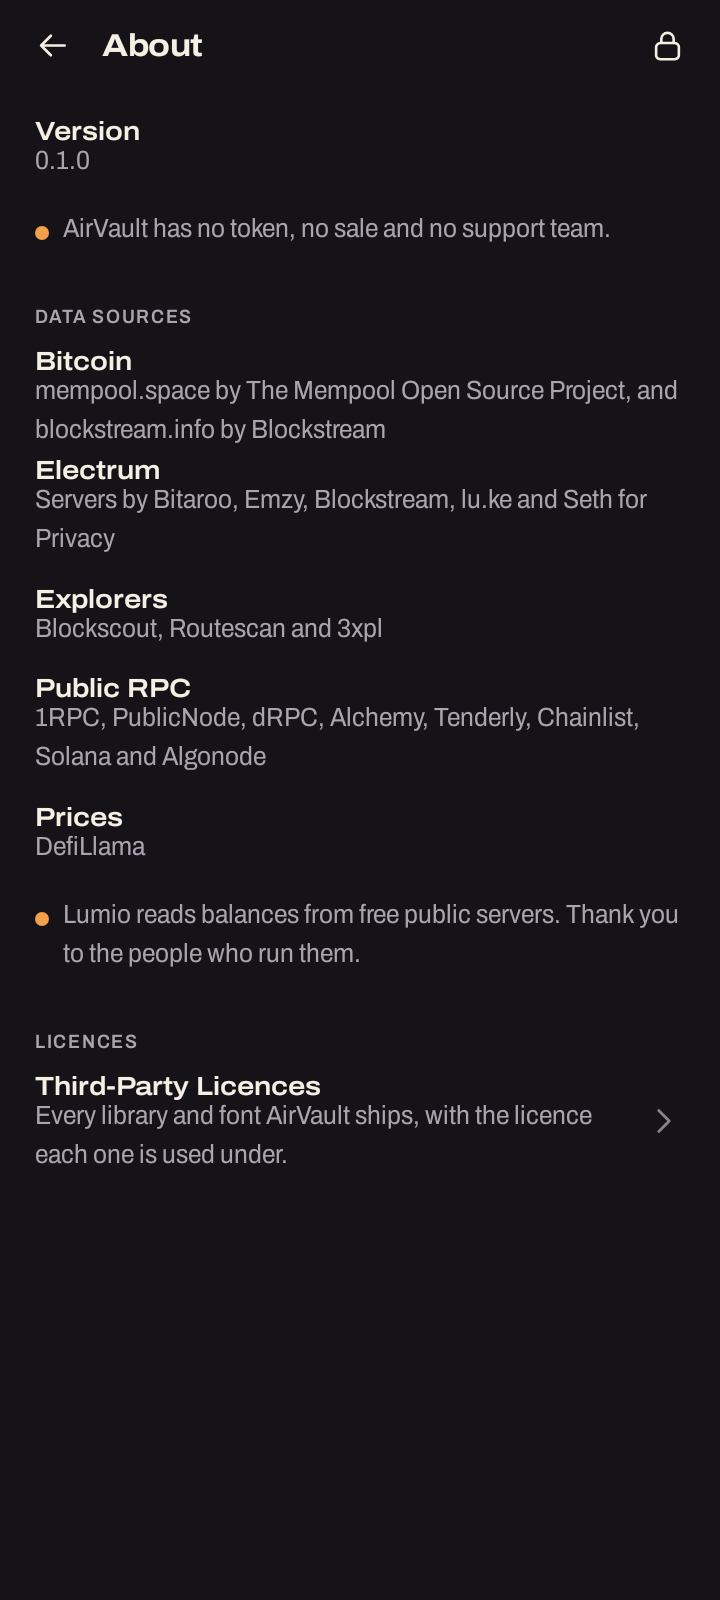 About
Version
0.1.0
AirVault has no token, no sale and no support team.
DATA SOURCES
Bitcoin
mempool.space by The Mempool Open Source Project, and
blockstream.info by Blockstream
Electrum
Servers by Bitaroo, Emzy, Blockstream, lu.ke and Seth for
Privacy
Explorers
Blockscout, Routescan and 3xpl
Public RPC
1RPC, PublicNode, dRPC, Alchemy, Tenderly, Chainlist,
Solana and Algonode
Prices
DefiLlama
Lumio reads balances from free public servers. Thank you
to the people who run them.
LICENCES
Third-Party Licences
Every library and font AirVault ships, with the licence
each one is used under.